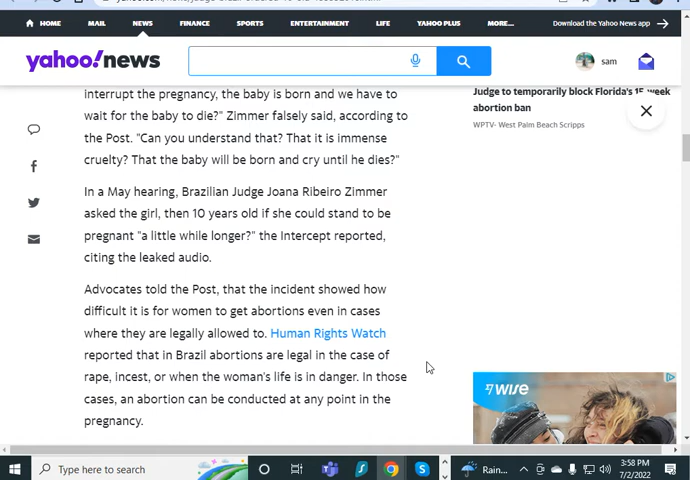 HOME MAIL NEWS FINANCE SPORTS ENTERTAINMENT LIFE YAHOO PLUS MORE... Download the Yahoo News app
yahoo!news
sam
interrupt the pregnancy, the baby is born and we have to
wait for the baby to die?" Zimmer falsely said, according to
the Post. "Can you understand that? That it is immense
cruelty? That the baby will be born and cry until he dies?"
In a May hearing, Brazilian Judge Joana Ribeiro Zimmer
asked the girl, then 10 years old if she could stand to be
pregnant "a little while longer?" the Intercept reported,
citing the leaked audio.
Advocates told the Post, that the incident showed how
difficult it is for women to get abortions even in cases
where they are legally allowed to. Human Rights Watch
reported that in Brazil abortions are legal in the case of
rape, incest, or when the woman's life is in danger. In those
cases, an abortion can be conducted at any point in the
pregnancy.
Judge to temporarily block Florida's 15-week
abortion ban
WPTV- West Palm Beach Scripps
WISE
Type here to search
Rain...
3:58 PM
7/2/2022